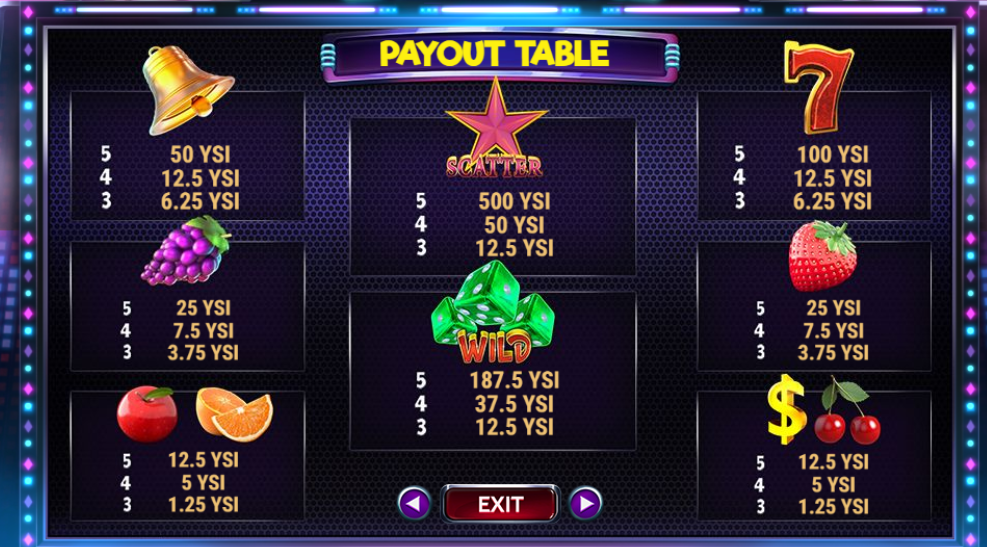 PAYOUT TABLE
5 50 YSI
4 12.5 YSI
3 6.25 YSI
SCATTER
5 500 YSI
4 50 YSI
3 12.5 YSI
7
5 100 YSI
4 12.5 YSI
3 6.25 YSI
5 25 YSI
4 7.5 YSI
3 3.75 YSI
WILD
5 187.5 YSI
4 37.5 YSI
3 12.5 YSI
5 25 YSI
4 7.5 YSI
3 3.75 YSI
5 12.5 YSI
4 5 YSI
3 1.25 YSI
$
5 12.5 YSI
4 5 YSI
3 1.25 YSI
EXIT